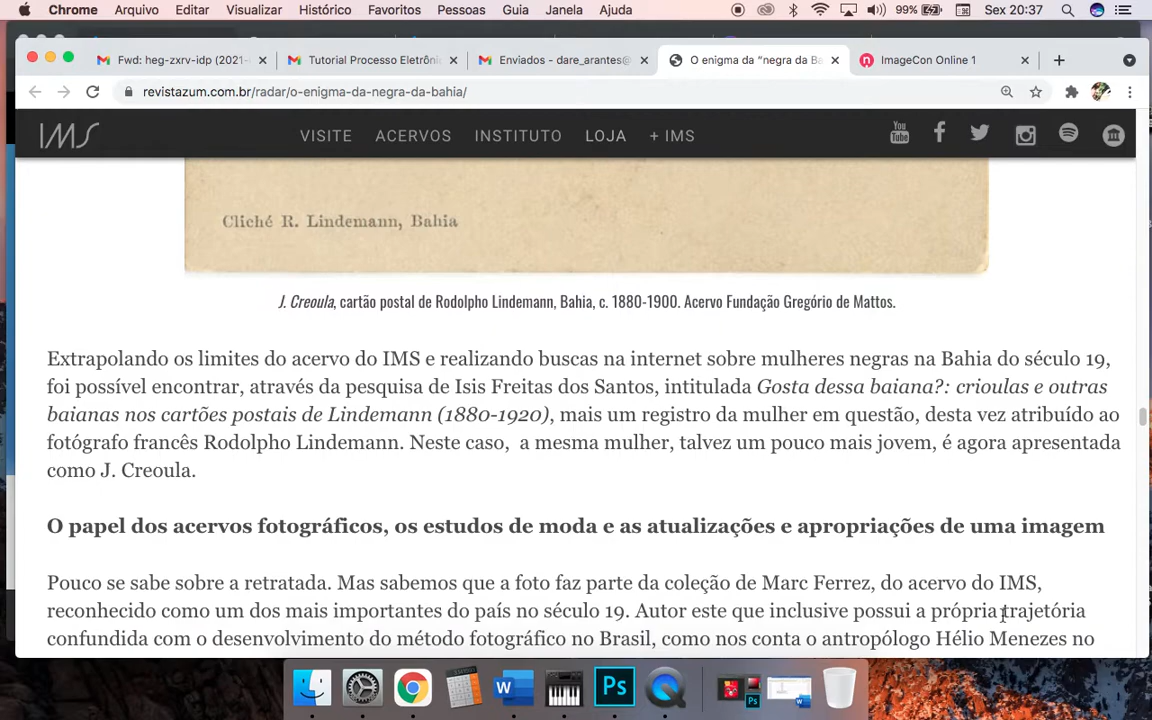 Chrome Arquivo Editar Visualizar Histórico Favoritos Pessoas Guia Janela Ajuda 99% Sex 20:37
Fwd: heg-zxrv-idp (2021- Tutorial Processo Eletrôni Enviados - dare_arantes@ O enigma da “negra da Ba ImageCon Online 1
revistazum.com.br/radar/o-enigma-da-negra-da-bahia/
IMS VISITE ACERVOS INSTITUTO LOJA + IMS You Tube
Cliché R. Lindemann, Bahia
J. Creoula, cartão postal de Rodolpho Lindemann, Bahia, c. 1880-1900. Acervo Fundação Gregório de Mattos.
Extrapolando os limites do acervo do IMS e realizando buscas na internet sobre mulheres negras na Bahia do século 19,
foi possível encontrar, através da pesquisa de Isis Freitas dos Santos, intitulada Gosta dessa baiana?: crioulas e outras
baianas nos cartões postais de Lindemann (1880-1920), mais um registro da mulher em questão, desta vez atribuído ao
fotógrafo francês Rodolpho Lindemann. Neste caso, a mesma mulher, talvez um pouco mais jovem, é agora apresentada
como J. Creoula.
O papel dos acervos fotográficos, os estudos de moda e as atualizações e apropriações de uma imagem
Pouco se sabe sobre a retratada. Mas sabemos que a foto faz parte da coleção de Marc Ferrez, do acervo do IMS,
reconhecido como um dos mais importantes do país no século 19. Autor este que inclusive possui a própria trajetória
confundida com o desenvolvimento do método fotográfico no Brasil, como nos conta o antropólogo Hélio Menezes no
W Ps